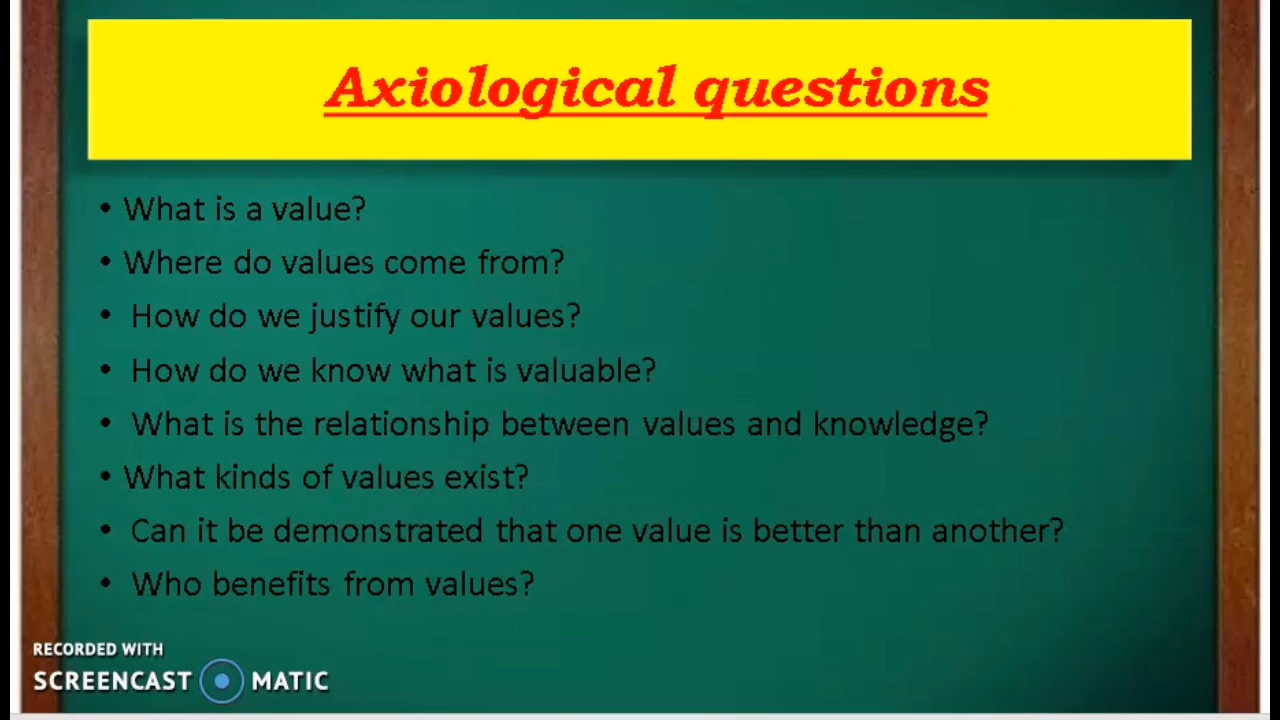 Axiological questions
• What is a value?
• Where do values come from?
• How do we justify our values?
• How do we know what is valuable?
• What is the relationship between values and knowledge?
• What kinds of values exist?
• Can it be demonstrated that one value is better than another?
• Who benefits from values?
RECORDED WITH
SCREENCAST MATIC